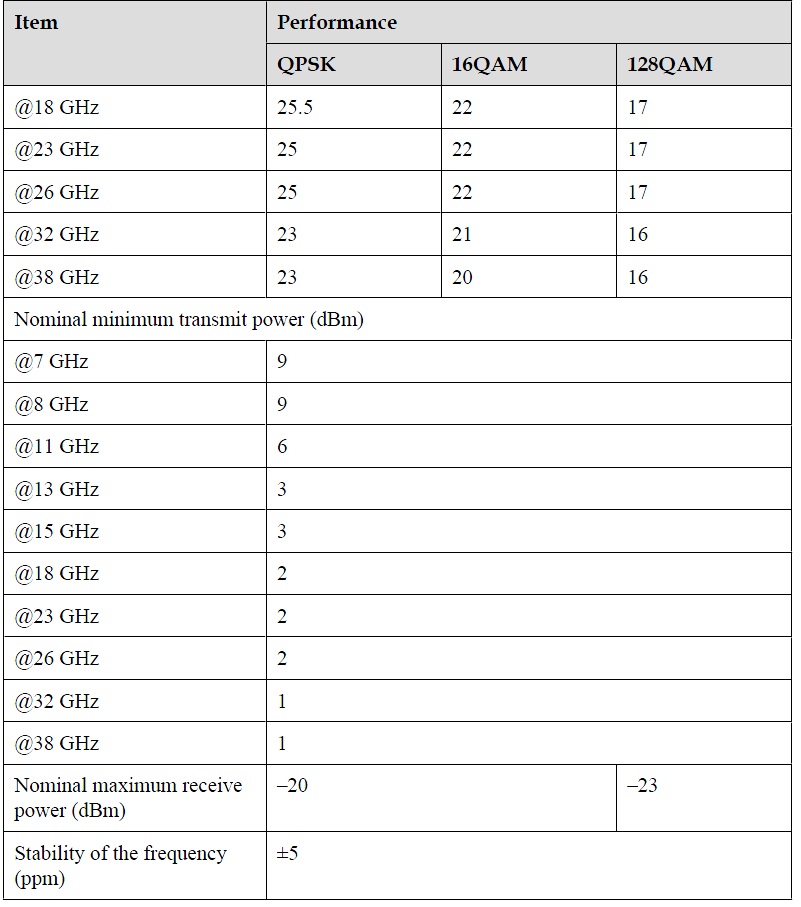 Item Performance
QPSK 16QAM 128QAM
@18 GHz 25.5 22 17
@23 GHz 25 22 17
@26 GHz 25 22 17
@32 GHz 23 21 16
@38 GHz 23 20 16
Nominal minimum transmit power (dBm)
@7 GHz 9
@8 GHz 9
@11 GHz 6
@13 GHz 3
@15 GHz 3
@18 GHz 2
@23 GHz 2
@26 GHz 2
@32 GHz 1
@38 GHz 1
Nominal maximum receive –20 –23
power (dBm)
Stability of the frequency ±5
(ppm)